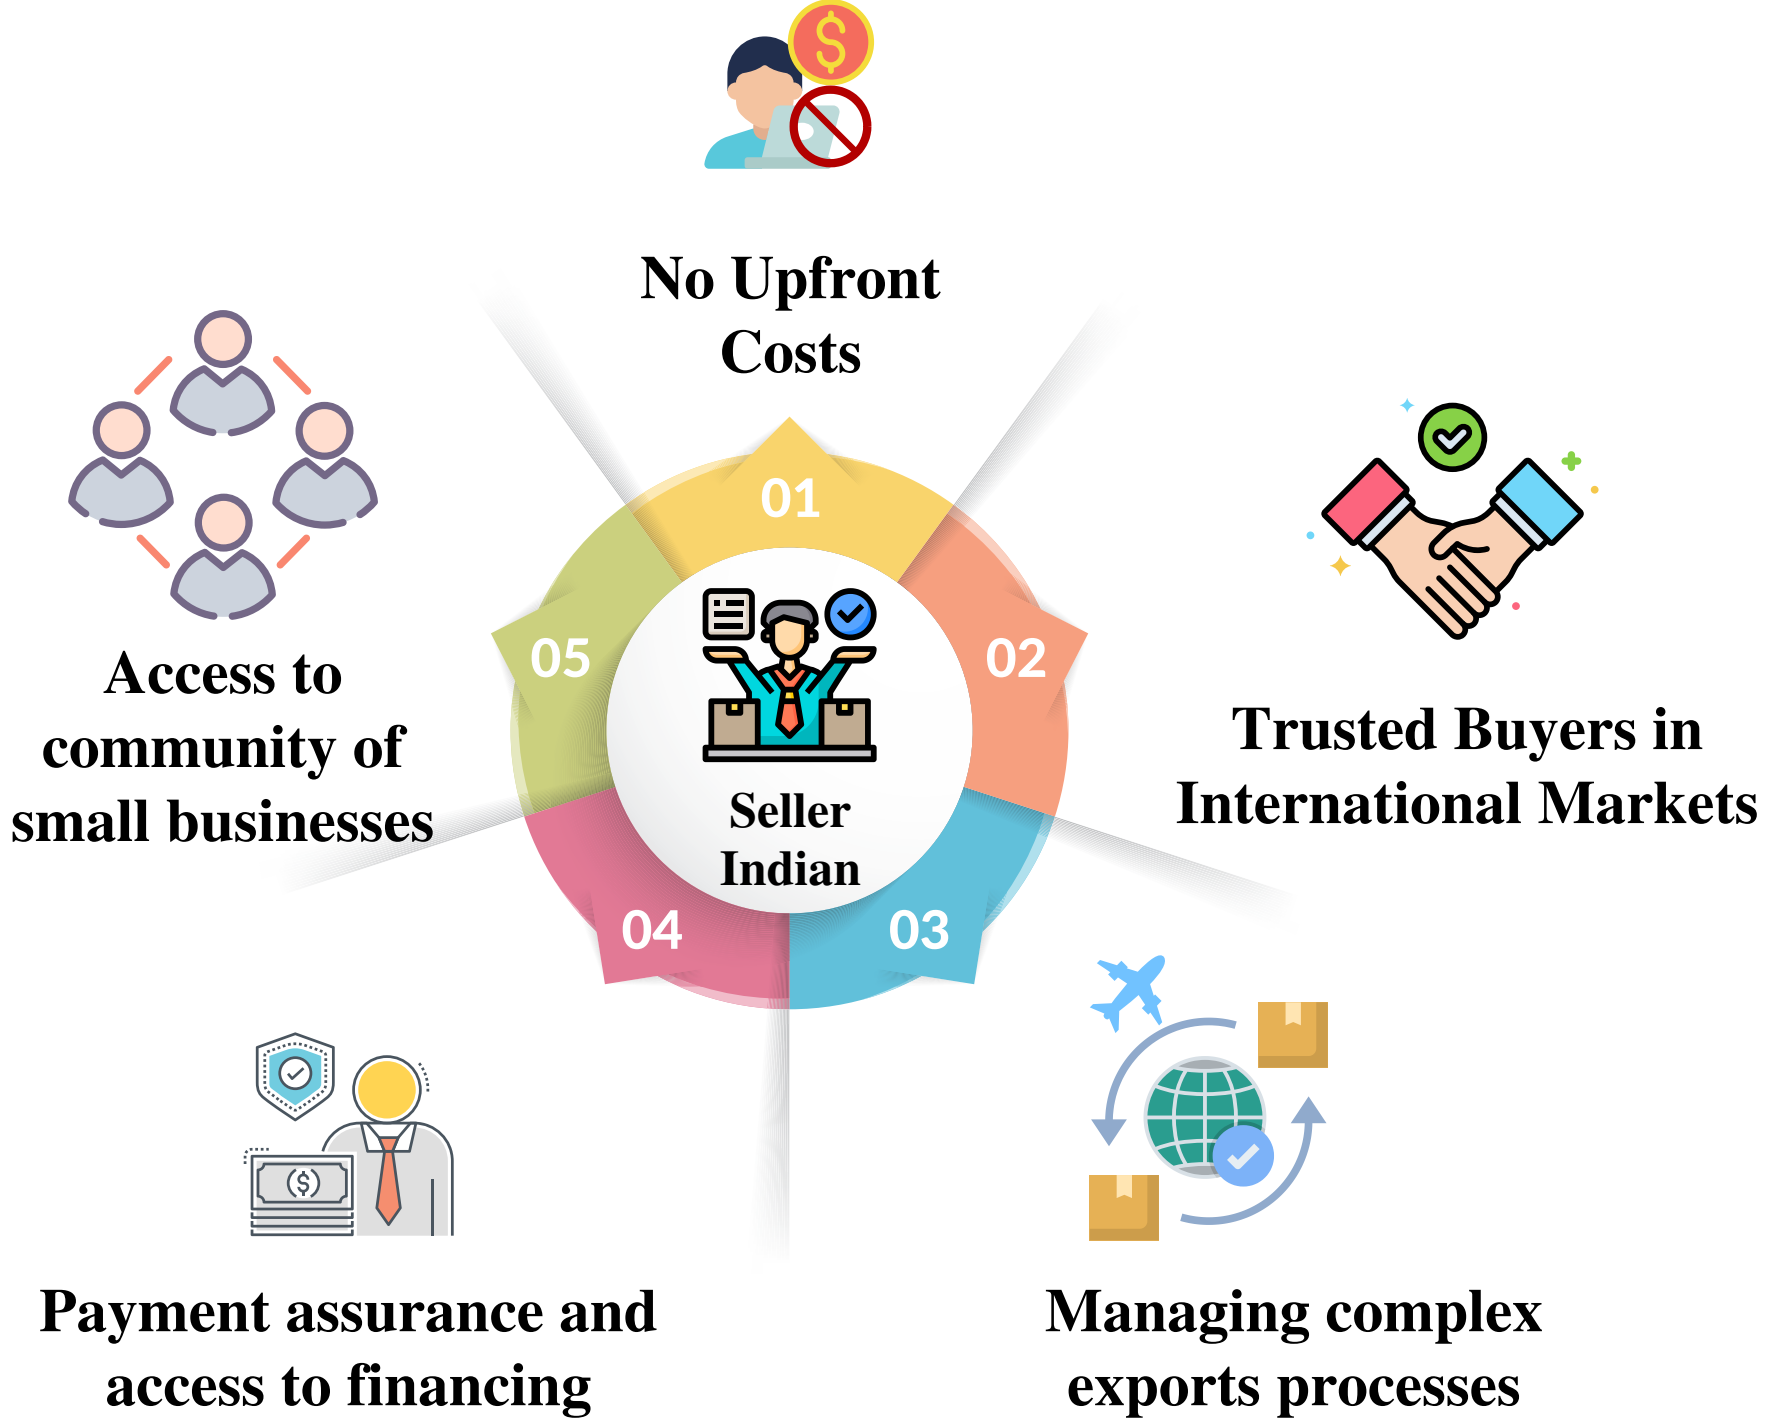 No Upfront
Costs
01
Trusted Buyers in
International Markets
02
Managing complex
exports processes
03
Payment assurance and
access to financing
04
Access to
community of
small businesses
05
Seller
Indian
$
$